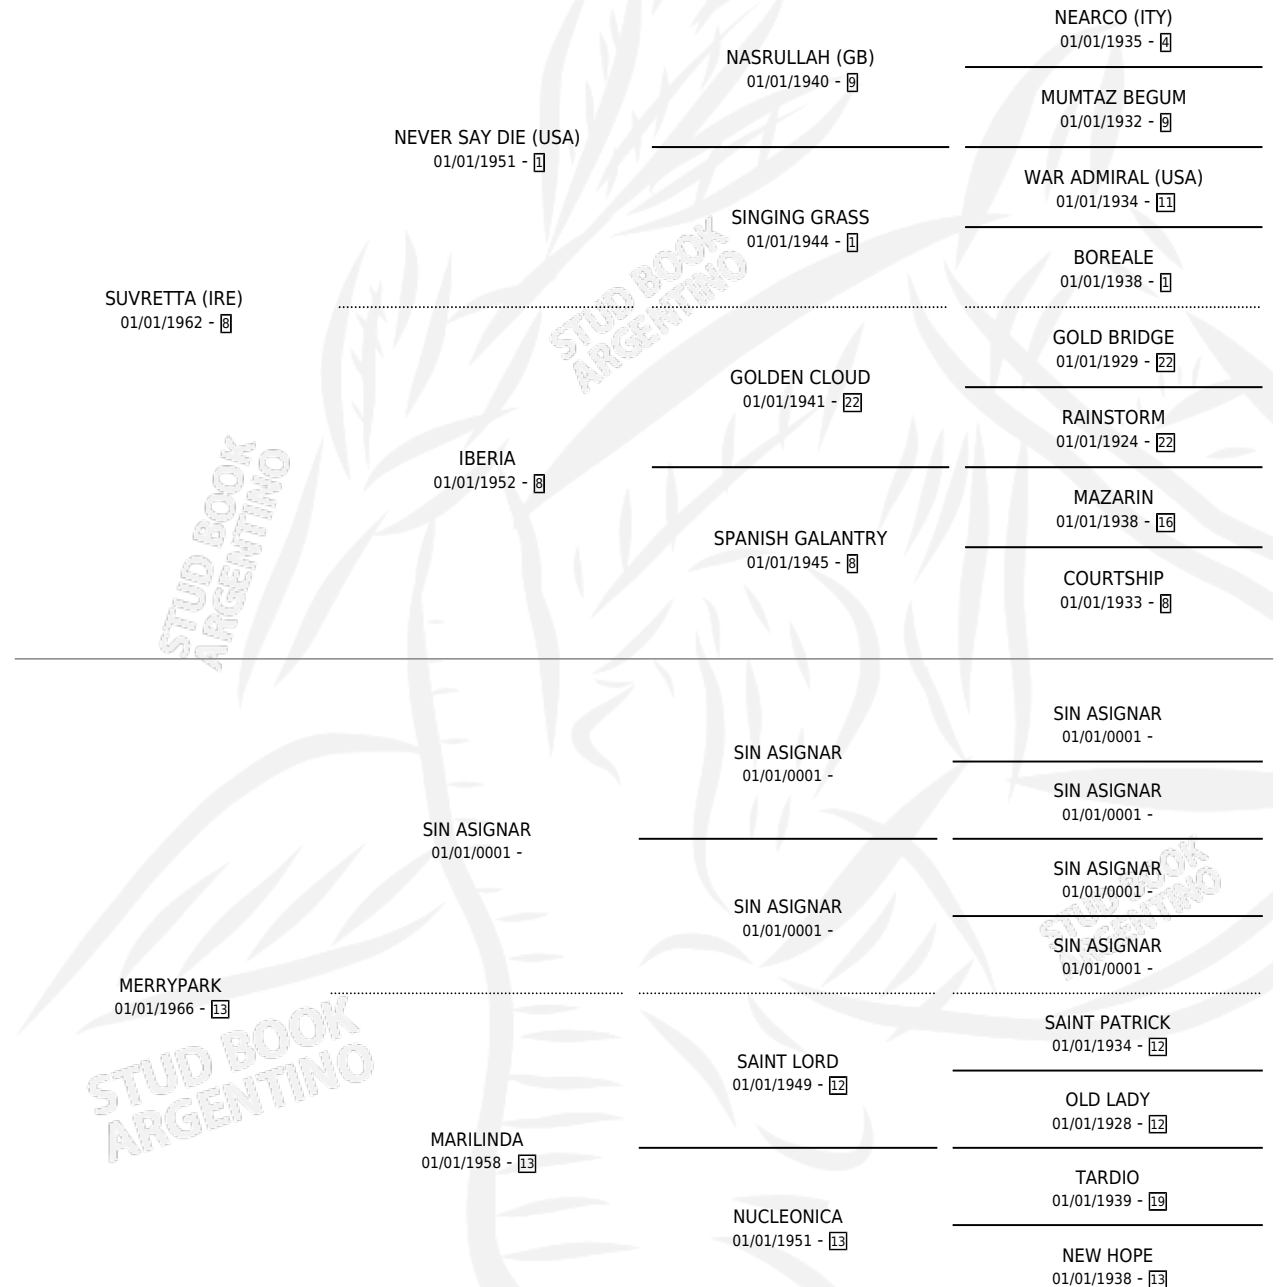 NEARCO (ITY)
01/01/1935 - 4
NASRULLAH (GB)
01/01/1940 - 9
MUMTAZ BEGUM
01/01/1932 - 9
NEVER SAY DIE (USA)
01/01/1951 - 1
WAR ADMIRAL (USA)
01/01/1934 - 11
SINGING GRASS
01/01/1944 - 1
BOREALE
01/01/1938 - 1
SUVRETTA (IRE)
01/01/1962 - 8
STUD BOOK
ARGENTINO
GOLD BRIDGE
01/01/1929 - 22
GOLDEN CLOUD
01/01/1941 - 22
RAINSTORM
01/01/1924 - 22
IBERIA
01/01/1952 - 8
MAZARIN
01/01/1938 - 16
SPANISH GALANTRY
01/01/1945 - 8
COURTSHIP
01/01/1933 - 8
STUD BOOK
ARGENTINO
SIN ASIGNAR
01/01/0001 -
SIN ASIGNAR
01/01/0001 -
SIN ASIGNAR
01/01/0001 -
SIN ASIGNAR
01/01/0001 -
SIN ASIGNAR
01/01/0001 -
SIN ASIGNAR
01/01/0001 -
SIN ASIGNAR
01/01/0001 -
STUD BOOK
ARGENTINO
MERRYPARK
01/01/1966 - 13
SAINT PATRICK
01/01/1934 - 12
SAINT LORD
01/01/1949 - 12
OLD LADY
01/01/1928 - 12
STUD BOOK
ARGENTINO
MARILINDA
01/01/1958 - 13
TARDIO
01/01/1939 - 19
NUCLEONICA
01/01/1951 - 13
NEW HOPE
01/01/1938 - 13